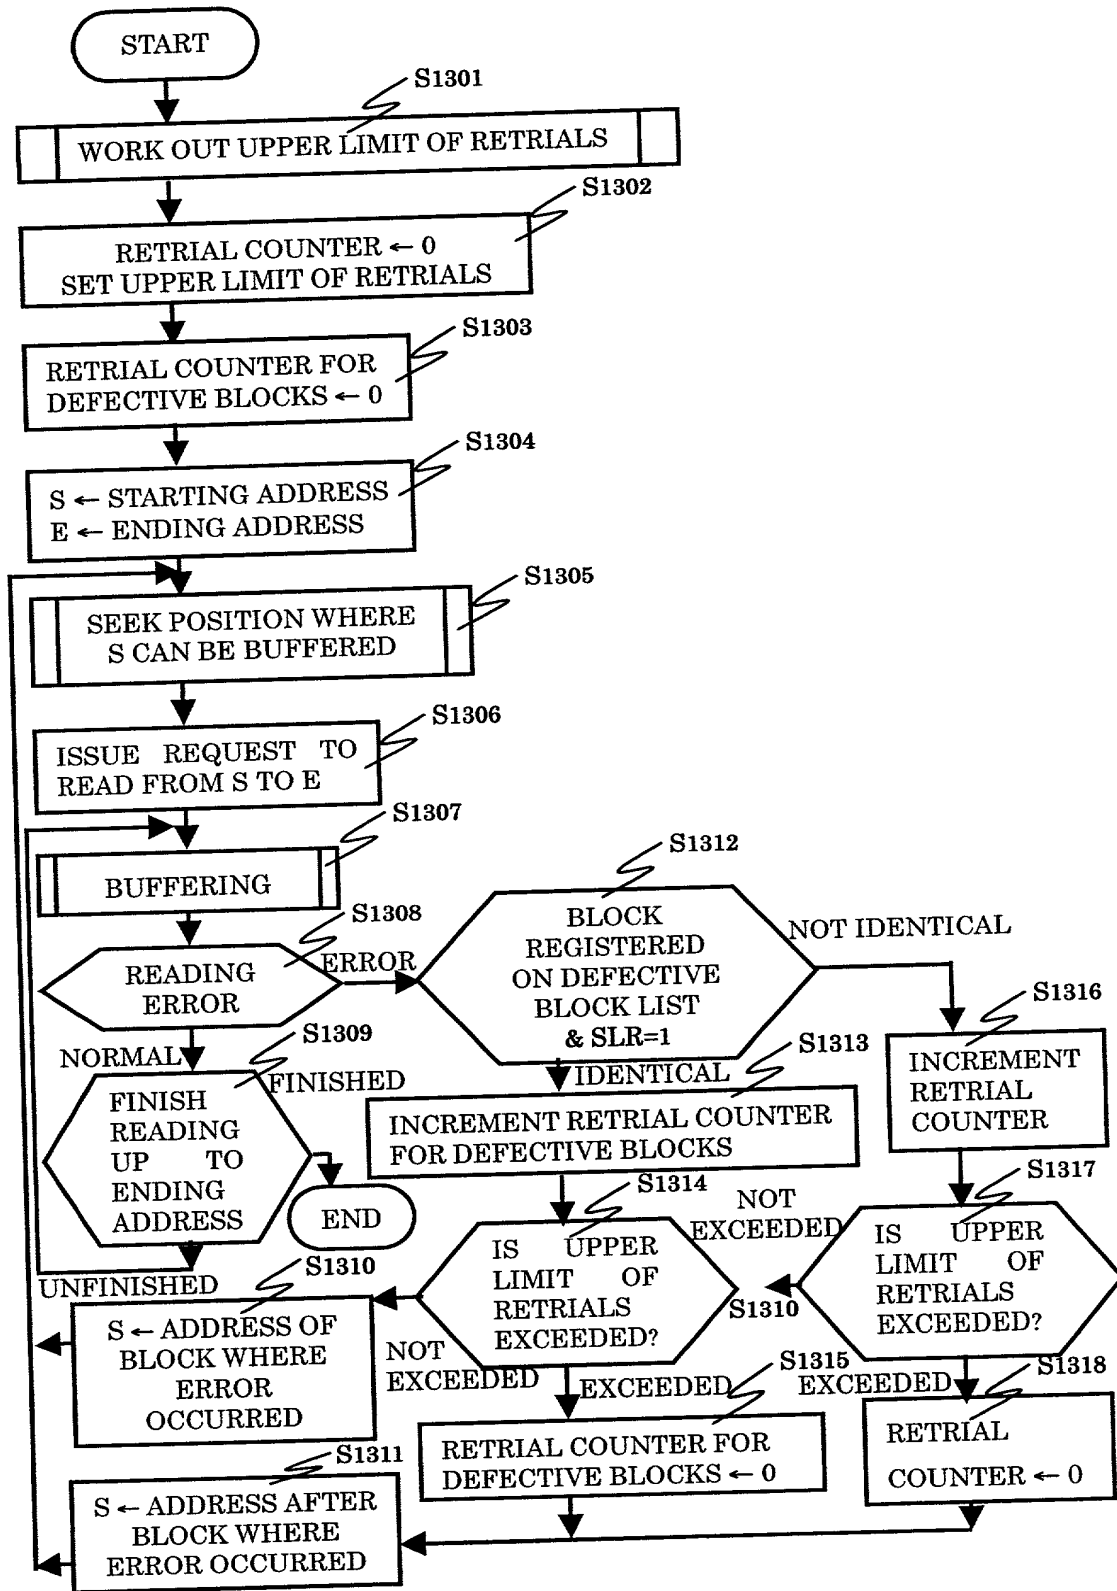 START
S1301
WORK OUT UPPER LIMIT OF RETRIALS
S1302
RETRIAL COUNTER ← 0
SET UPPER LIMIT OF RETRIALS
S1303
RETRIAL COUNTER FOR
DEFECTIVE BLOCKS ← 0
S1304
S ← STARTING ADDRESS
E ← ENDING ADDRESS
S1305
SEEK POSITION WHERE
S CAN BE BUFFERED
S1306
ISSUE REQUEST TO
READ FROM S TO E
S1307
BUFFERING
S1308
READING
ERROR
ERROR
NORMAL
S1312
BLOCK
REGISTERED
ON DEFECTIVE
BLOCK LIST
& SLR=1
NOT IDENTICAL
IDENTICAL
S1316
INCREMENT
RETRIAL
COUNTER
S1309
FINISH
READING
UP TO
ENDING
ADDRESS
FINISHED
END
UNFINISHED
S1313
INCREMENT RETRIAL COUNTER
FOR DEFECTIVE BLOCKS
S1314
IS UPPER
LIMIT OF
RETRIALS
EXCEEDED?
NOT
EXCEEDED
S1310
S1317
IS UPPER
LIMIT OF
RETRIALS
EXCEEDED?
S1310
S ← ADDRESS OF
BLOCK WHERE
ERROR
OCCURRED
NOT
EXCEEDED
EXCEEDED
S1315
RETRIAL COUNTER FOR
DEFECTIVE BLOCKS ← 0
EXCEEDED
S1318
RETRIAL
COUNTER ← 0
S1311
S ← ADDRESS AFTER
BLOCK WHERE
ERROR OCCURRED